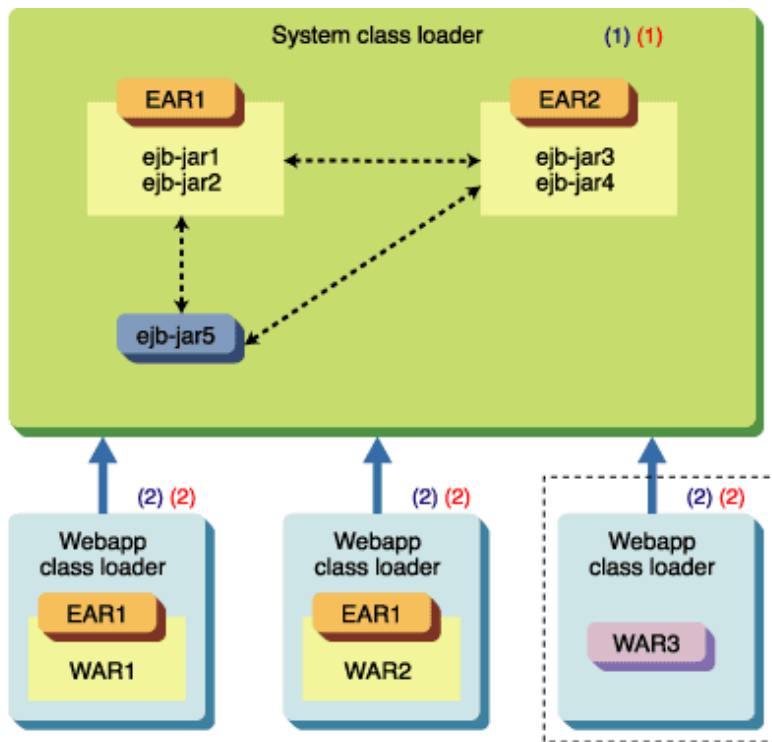 System class loader (1) (1)
EAR1
EAR2
ejb-jar1
ejb-jar2
ejb-jar3
ejb-jar4
ejb-jar5
(2) (2)
(2) (2)
(2) (2)
Webapp
class loader
EAR1
WAR1
Webapp
class loader
EAR1
WAR2
Webapp
class loader
WAR3